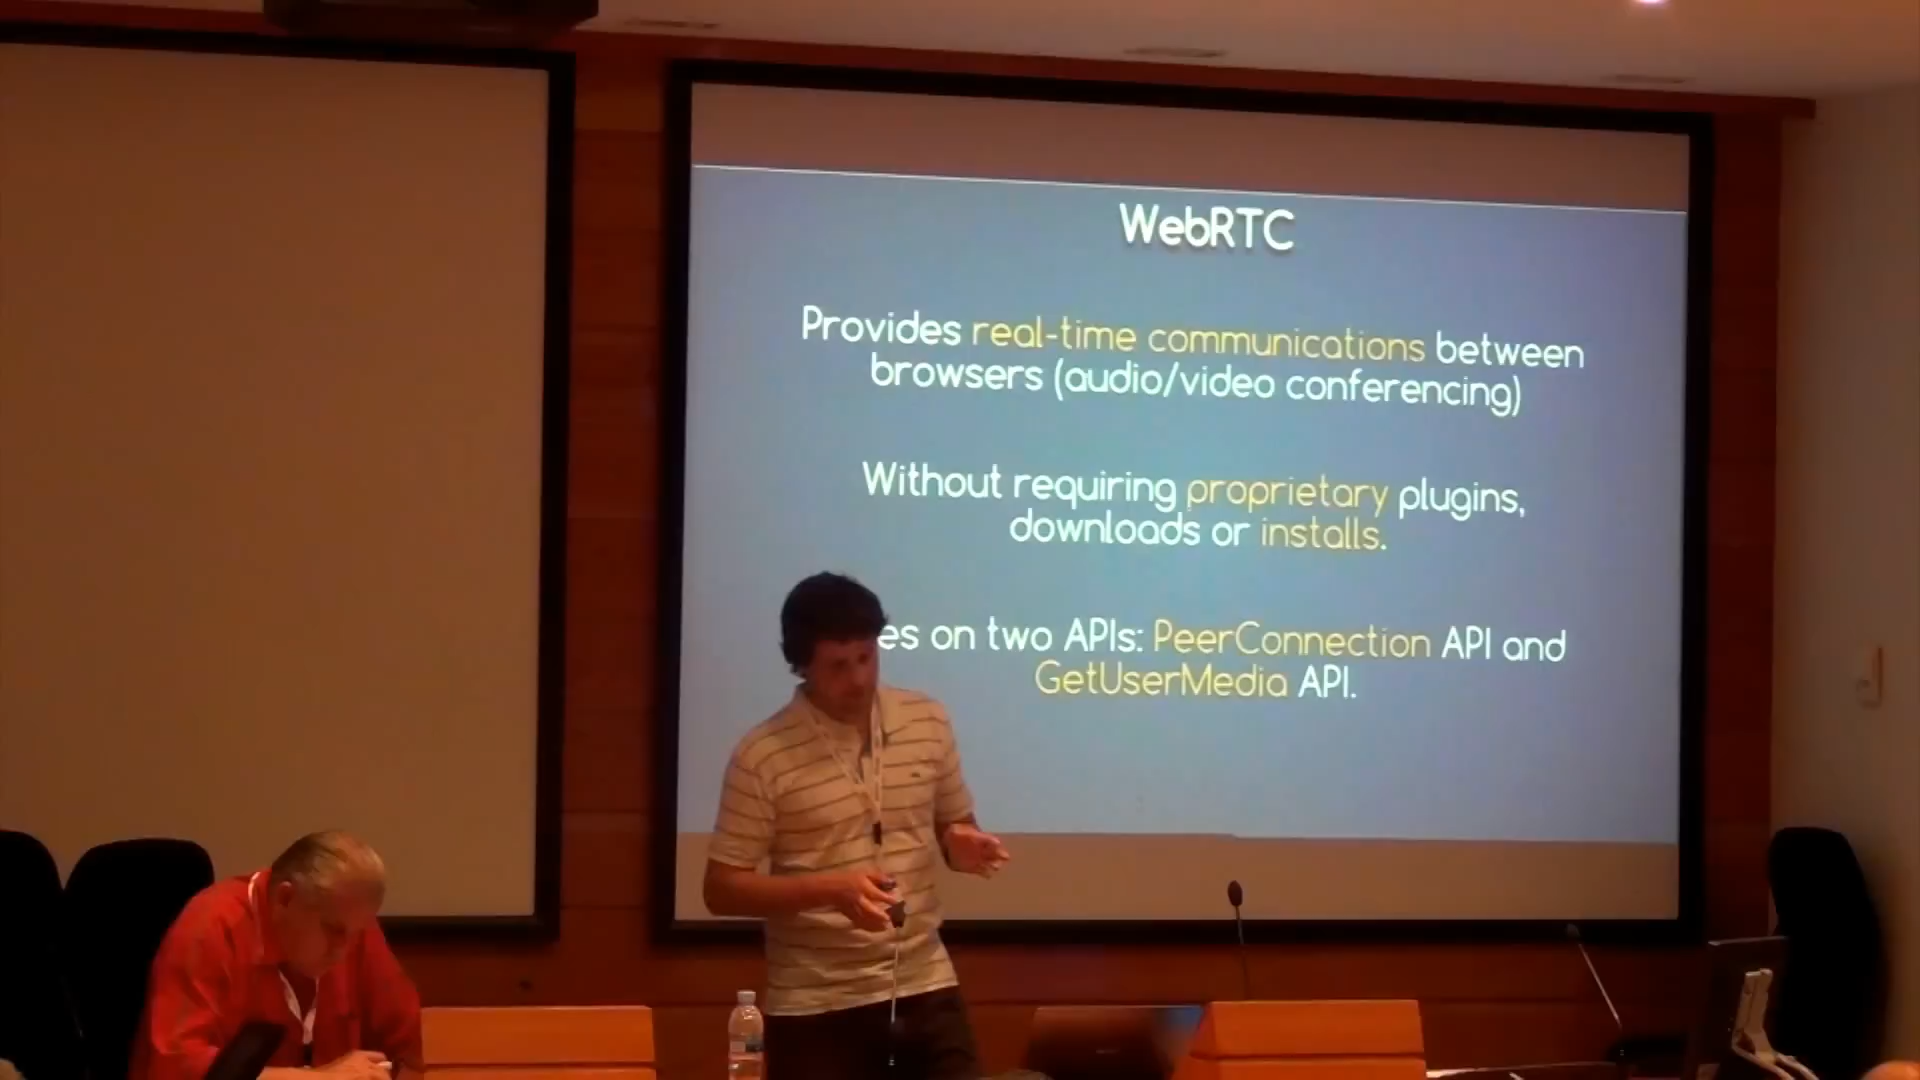 WebRTC
Provides real-time communications between
browsers (audio/video conferencing)
Without requiring proprietary plugins,
downloads or installs.
on two APIs: PeerConnection API and
GetUserMedia API.